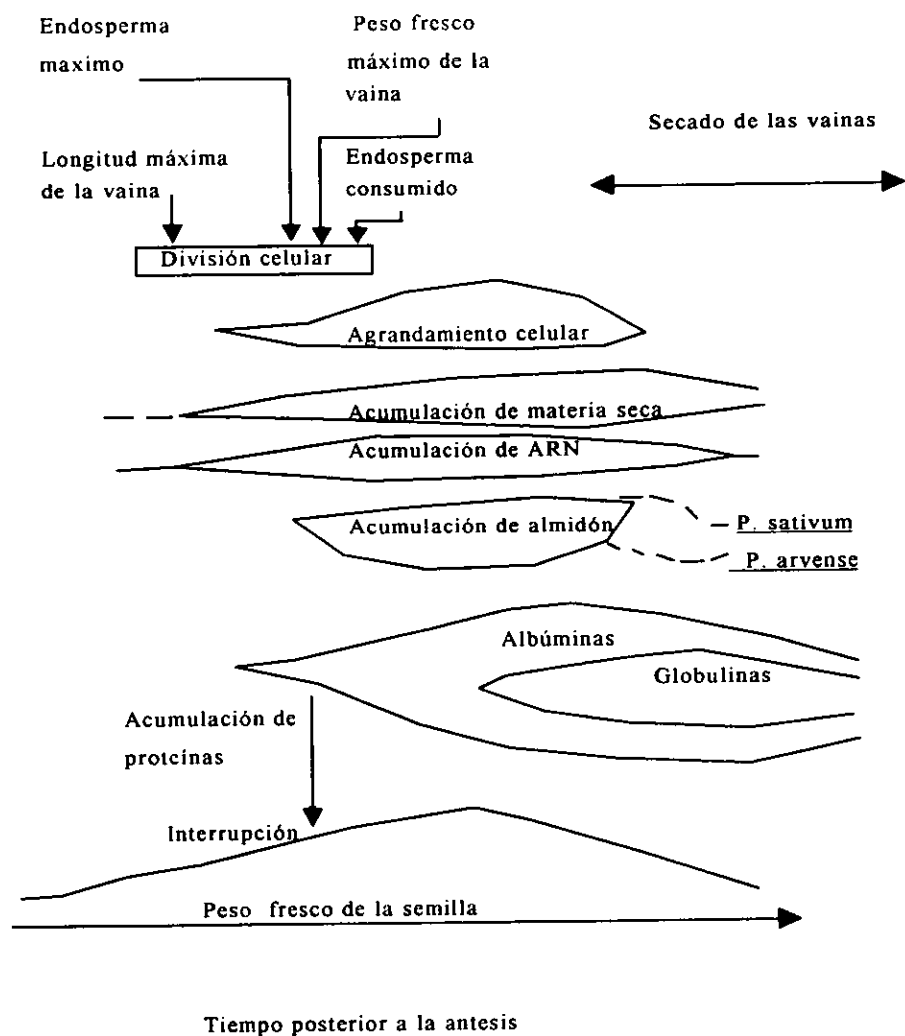 Endosperma
maximo
Peso fresco
máximo de la
vaina
Secado de las vainas
Longitud máxima
de la vaina
Endosperma
consumido
División celular
Agrandamiento celular
Acumulación de materia seca
Acumulación de ARN
Acumulación de almidón
P. sativum
P. arvense
Albúminas
Globulinas
Acumulación de
proteínas
Interrupción
Peso fresco de la semilla
Tiempo posterior a la antesis